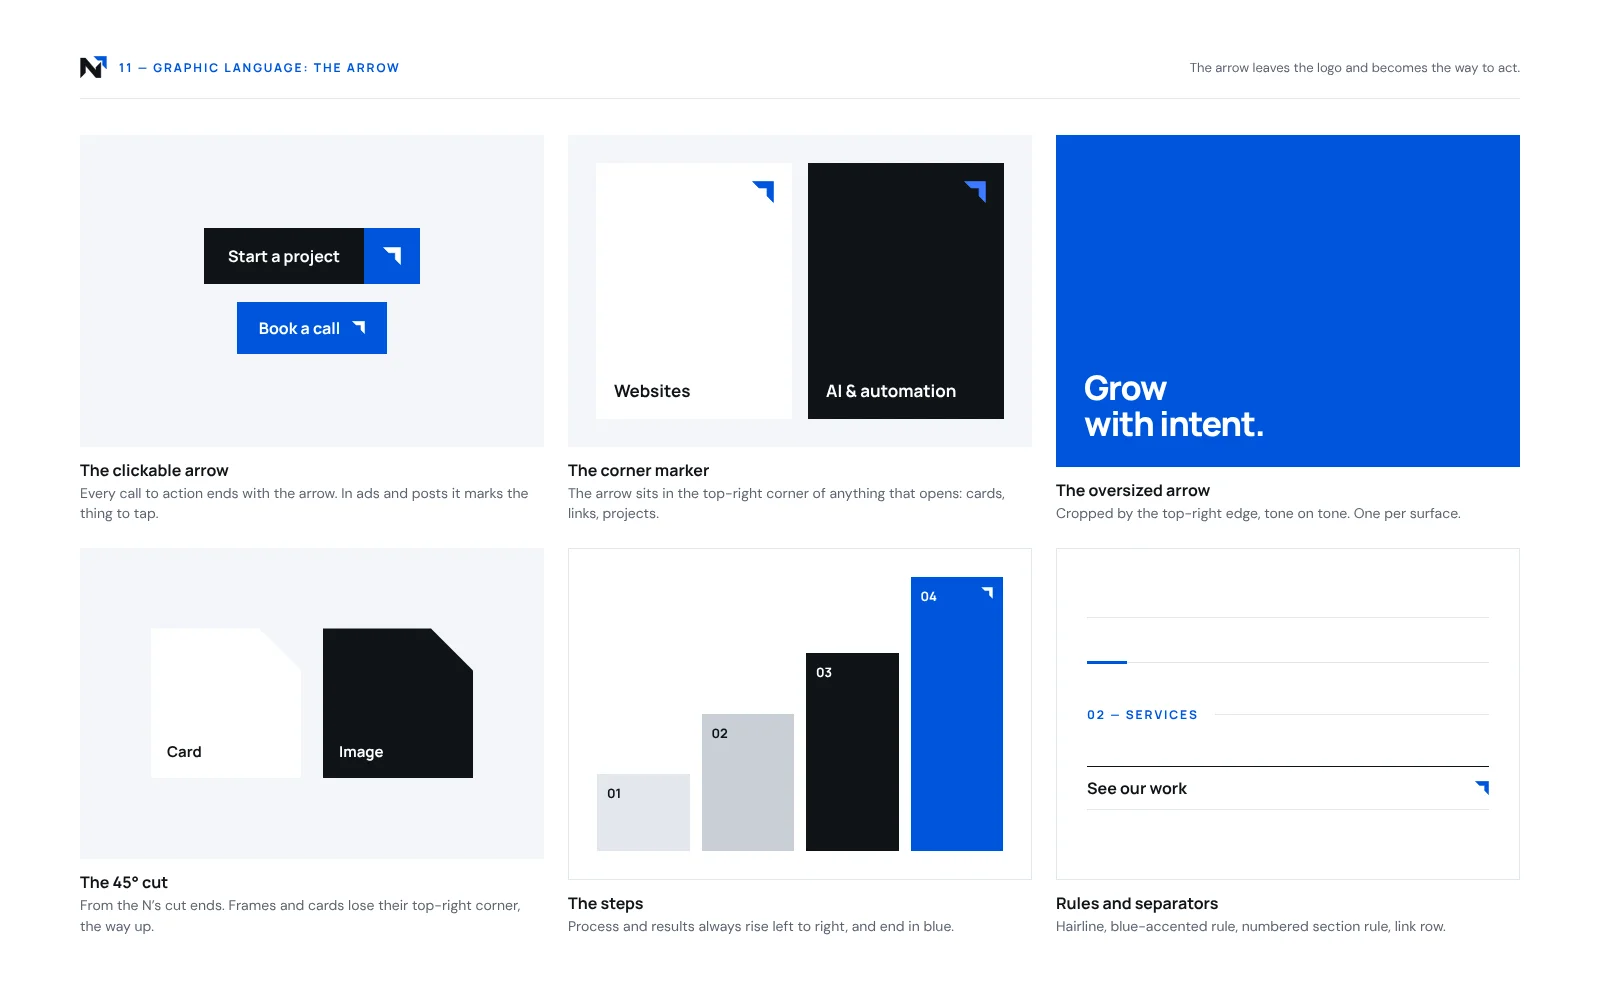 11 — GRAPHIC LANGUAGE: THE ARROW
The arrow leaves the logo and becomes the way to act.
Start a project
Book a call
The clickable arrow
Every call to action ends with the arrow. In ads and posts it marks the
thing to tap.
Websites
AI & automation
The corner marker
The arrow sits in the top-right corner of anything that opens: cards,
links, projects.
Grow
with intent.
The oversized arrow
Cropped by the top-right edge, tone on tone. One per surface.
Card
Image
The 45° cut
From the N's cut ends. Frames and cards lose their top-right corner,
the way up.
01
02
03
04
The steps
Process and results always rise left to right, and end in blue.
02 — SERVICES
See our work
Rules and separators
Hairline, blue-accented rule, numbered section rule, link row.